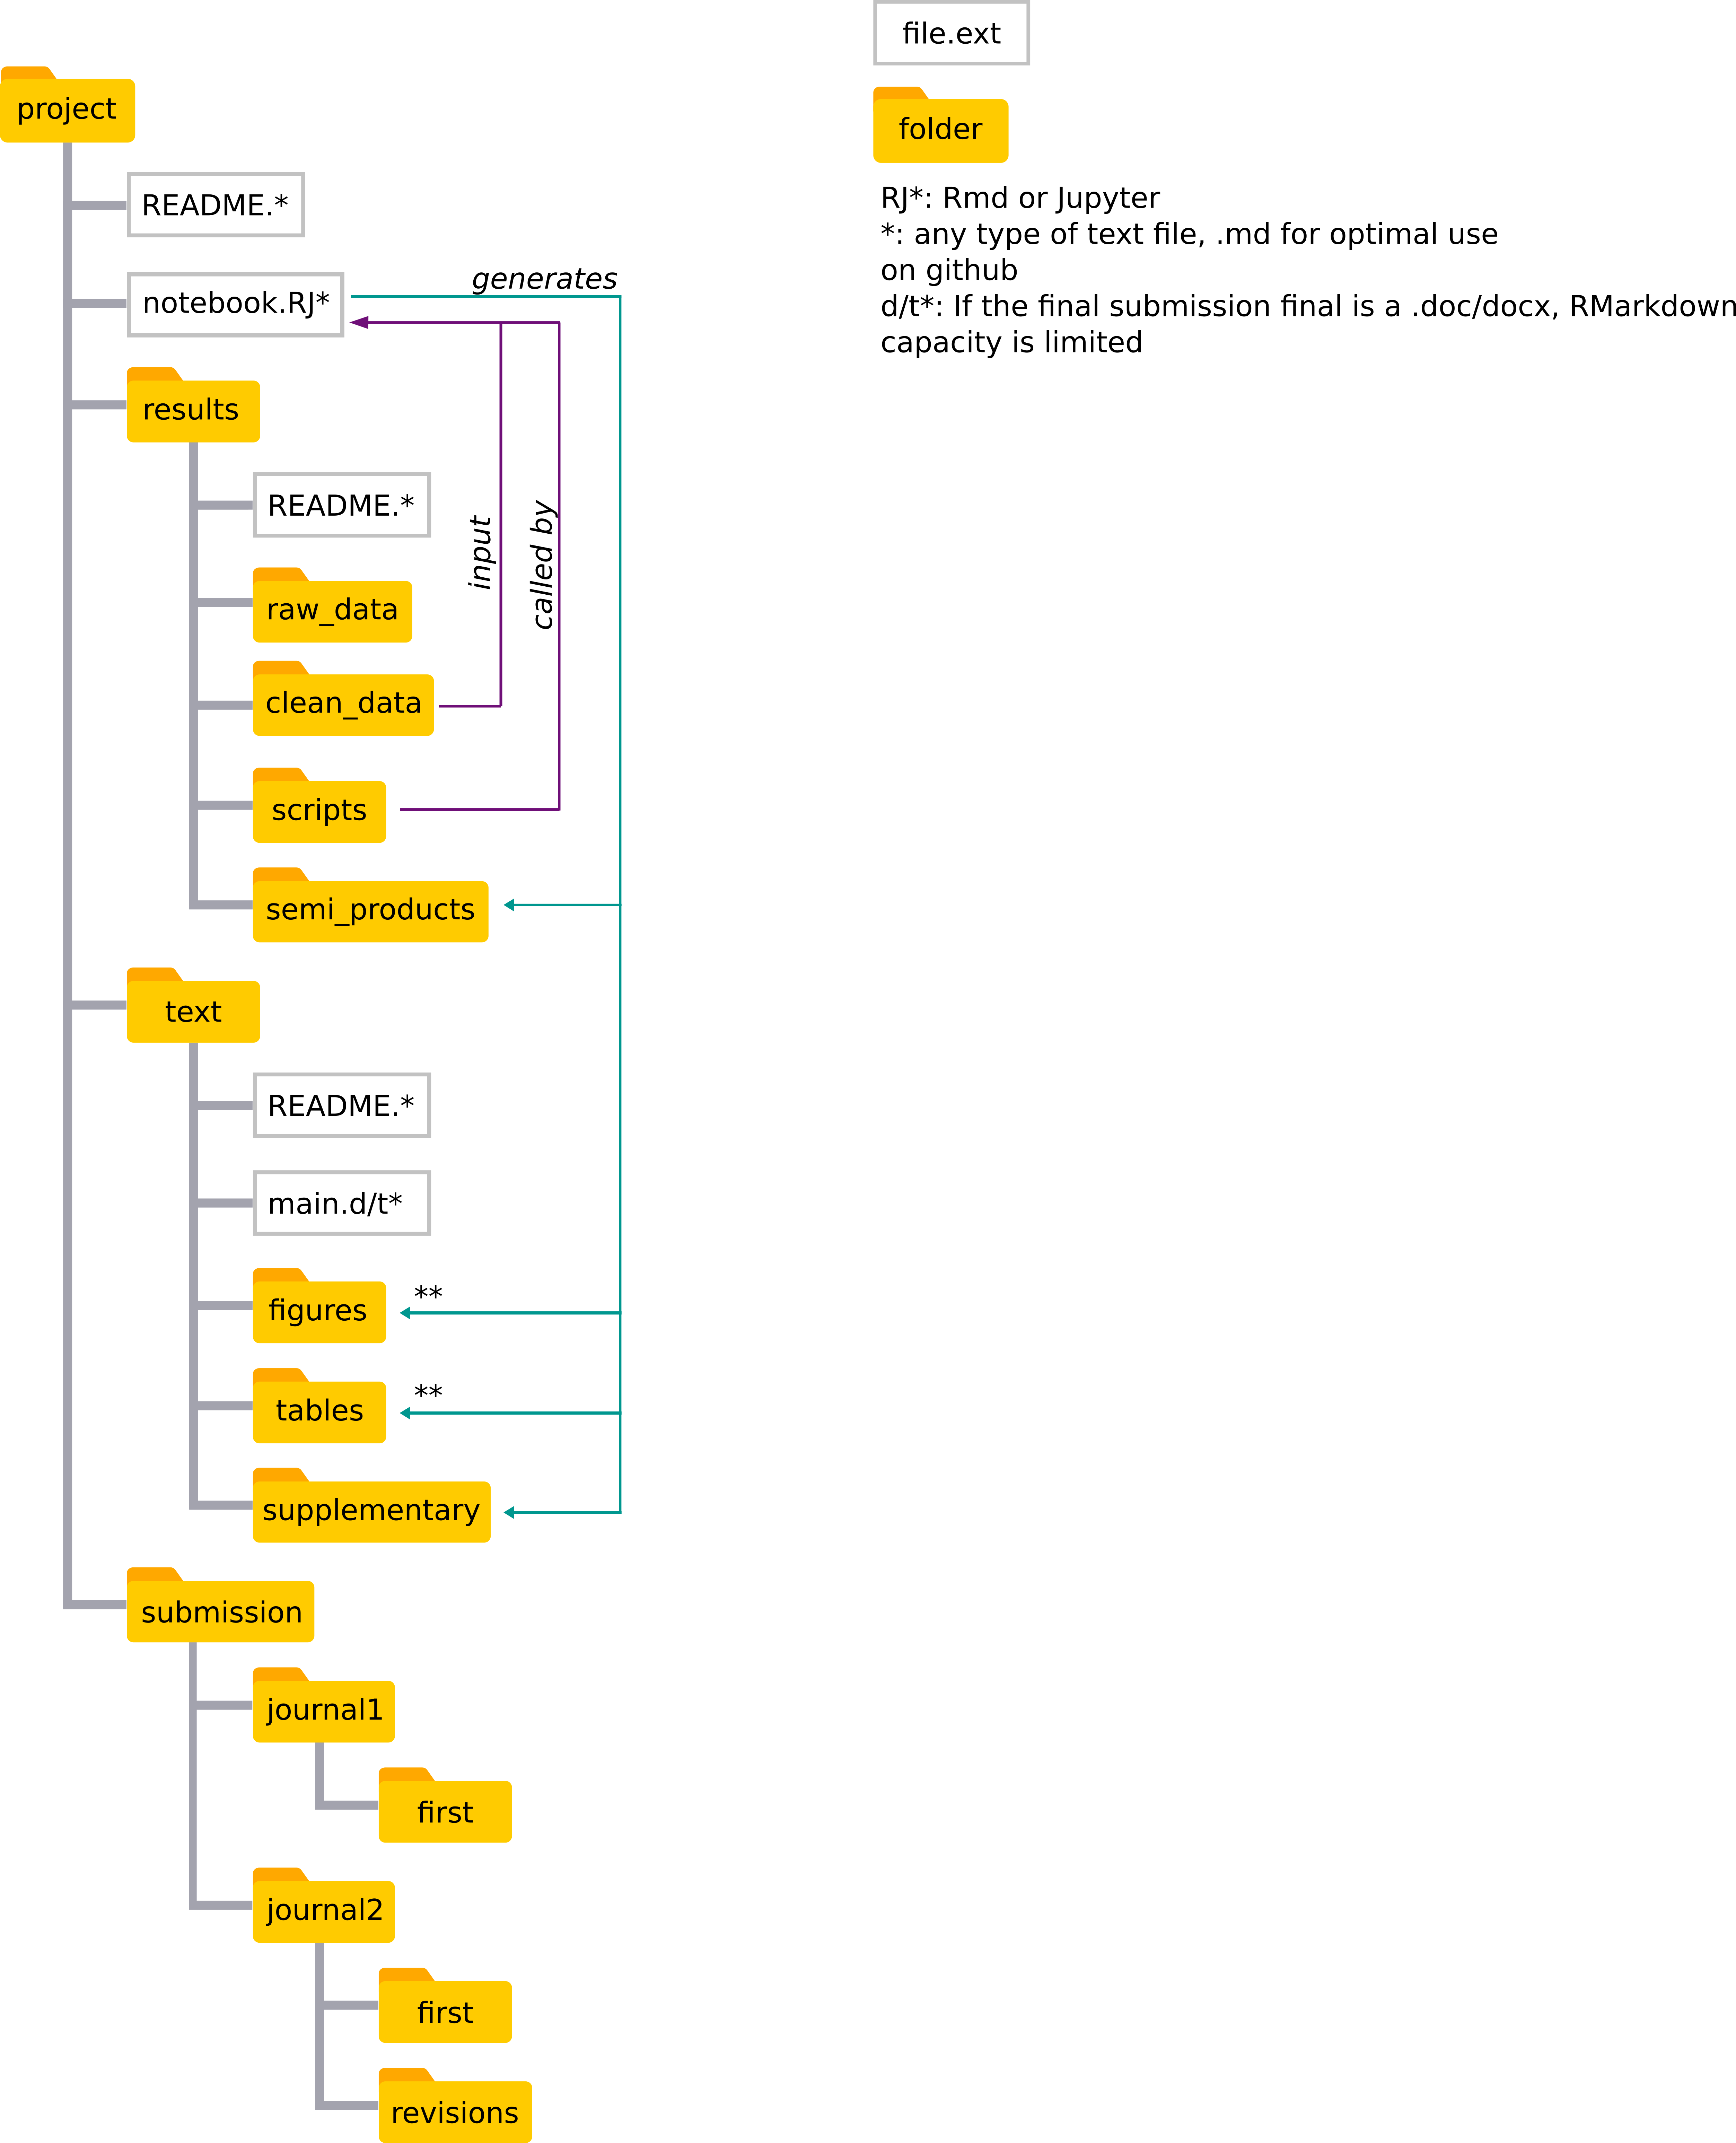 file.ext
project
folder
README.*
RJ*: Rmd or Jupyter
*: any type of text file, .md for optimal use
on github
d/t*: If the final submission final is a .doc/docx, RMarkdown
capacity is limited
generates
notebook.RJ*
results
README.*
input
called by
raw_data
clean_data
scripts
semi_products
text
README.*
main.d/t*
**
figures
**
tables
supplementary
submission
journal1
first
journal2
first
revisions